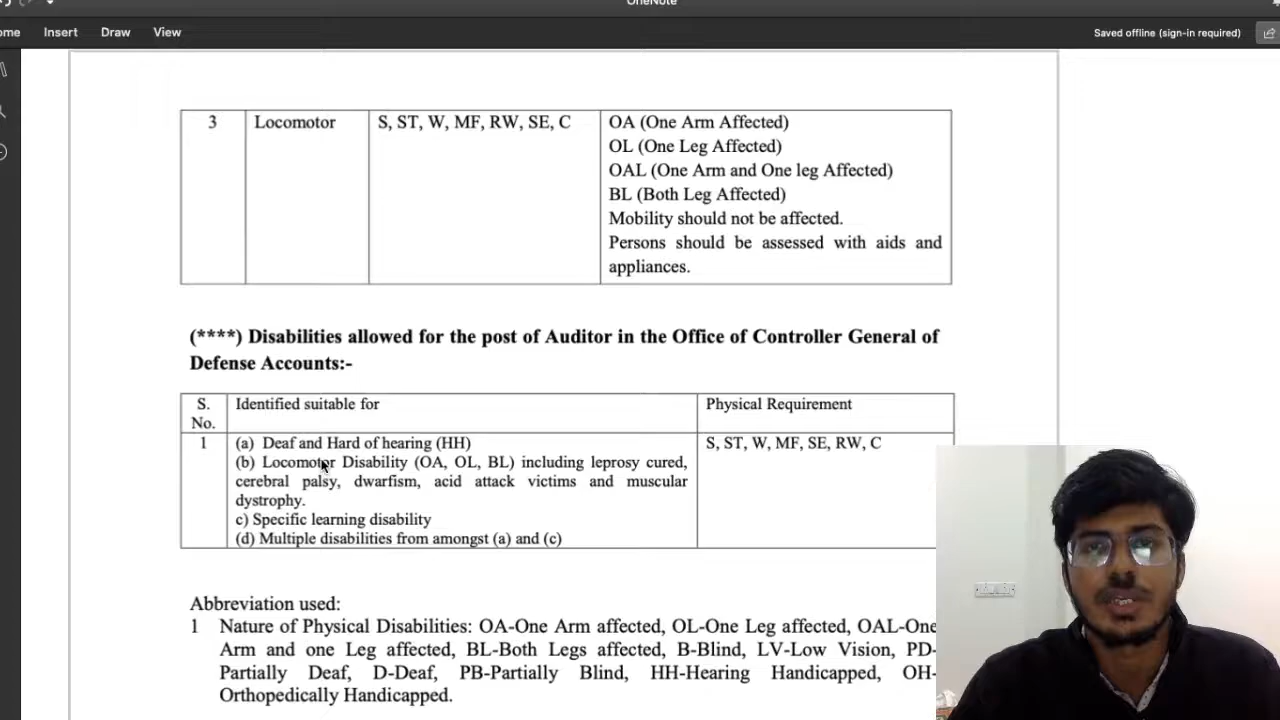 OneNote
ome Insert Draw View Saved offline (sign-in required)
3 Locomotor S, ST, W, MF, RW, SE, C OA (One Arm Affected)
OL (One Leg Affected)
OAL (One Arm and One leg Affected)
BL (Both Leg Affected)
Mobility should not be affected.
Persons should be assessed with aids and
appliances.
(****) Disabilities allowed for the post of Auditor in the Office of Controller General of
Defense Accounts:-
S. Identified suitable for Physical Requirement
No.
1 (a) Deaf and Hard of hearing (HH) S, ST, W, MF, SE, RW, C
(b) Locomotor Disability (OA, OL, BL) including leprosy cured,
cerebral palsy, dwarfism, acid attack victims and muscular
dystrophy.
c) Specific learning disability
(d) Multiple disabilities from amongst (a) and (c)
Abbreviation used:
1 Nature of Physical Disabilities: OA-One Arm affected, OL-One Leg affected, OAL-One
Arm and one Leg affected, BL-Both Legs affected, B-Blind, LV-Low Vision, PD-
Partially Deaf, D-Deaf, PB-Partially Blind, HH-Hearing Handicapped, OH-
Orthopedically Handicapped.